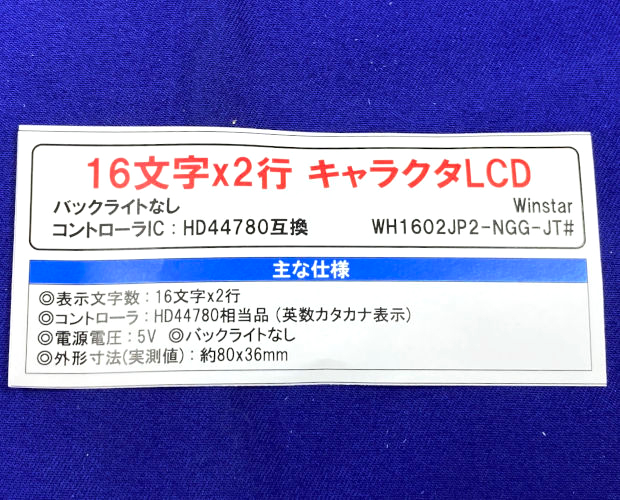 16文字x2行 キャラクタLCD
バックライトなし Winstar
コントローラIC：HD44780互換 WH1602JP2-NGG-JT#
主な仕様
◎表示文字数：16文字x2行
◎コントローラ：HD44780相当品 (英数カタカナ表示)
◎電源電圧：5V ◎バックライトなし
◎外形寸法(実測値)：約80x36mm